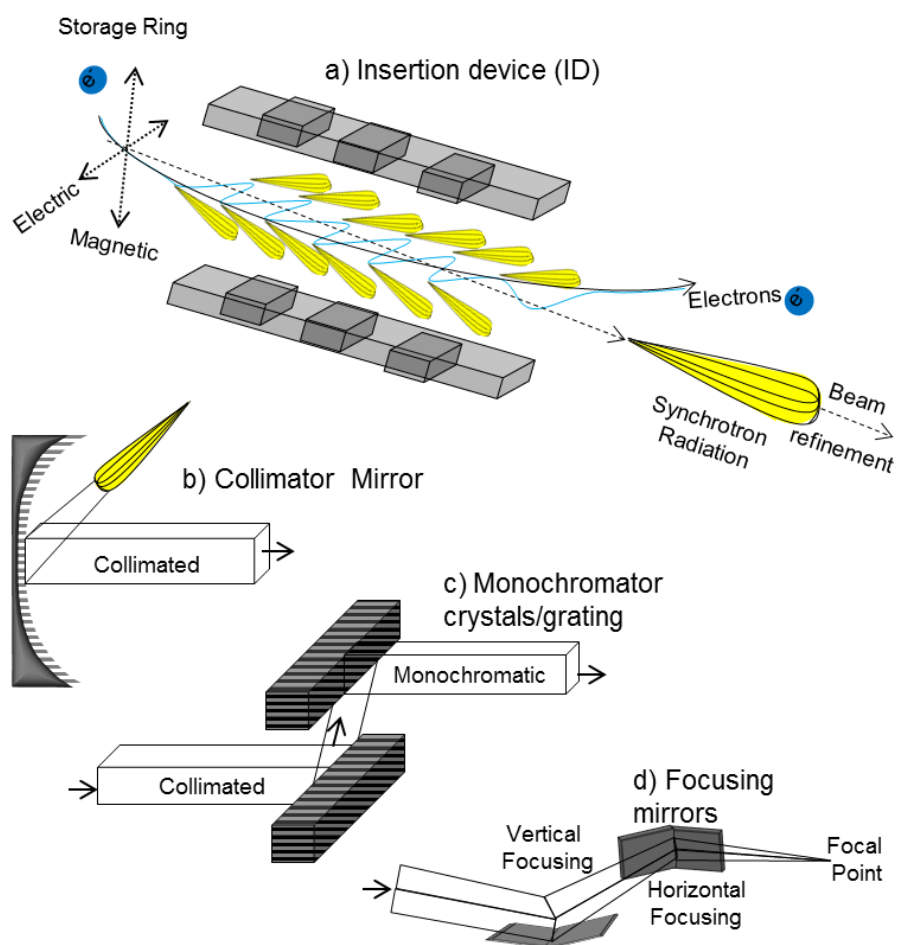 Storage Ring
a) Insertion device (ID)
é
Electric
Magnetic
Electrons
é
Synchrotron
Radiation
Beam
refinement
b) Collimator Mirror
Collimated
c) Monochromator
crystals/grating
Monochromatic
Collimated
d) Focusing
mirrors
Vertical
Focusing
Focal
Point
Horizontal
Focusing